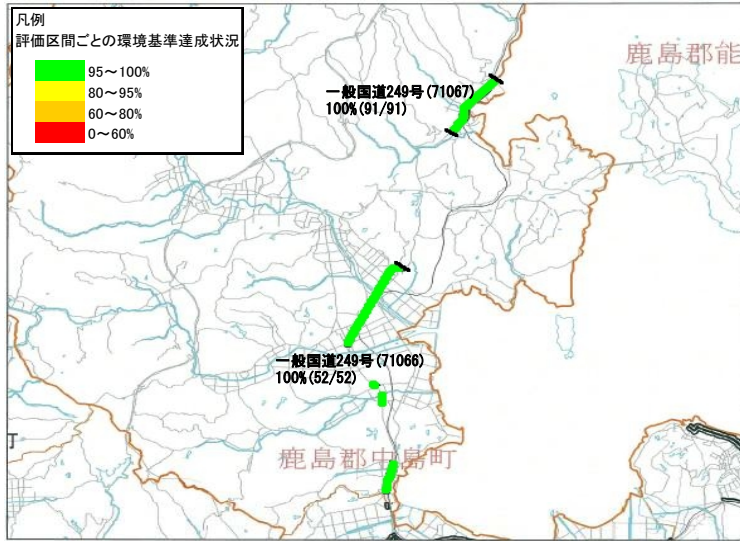 凡例
評価区間ごとの環境基準達成状況
95～100%
80～95%
60～80%
0～60%
鹿島郡能
一般国道249号(71067)
100%(91/91)
一般国道249号(71066)
100%(52/52)
鹿島郡中島町
丁